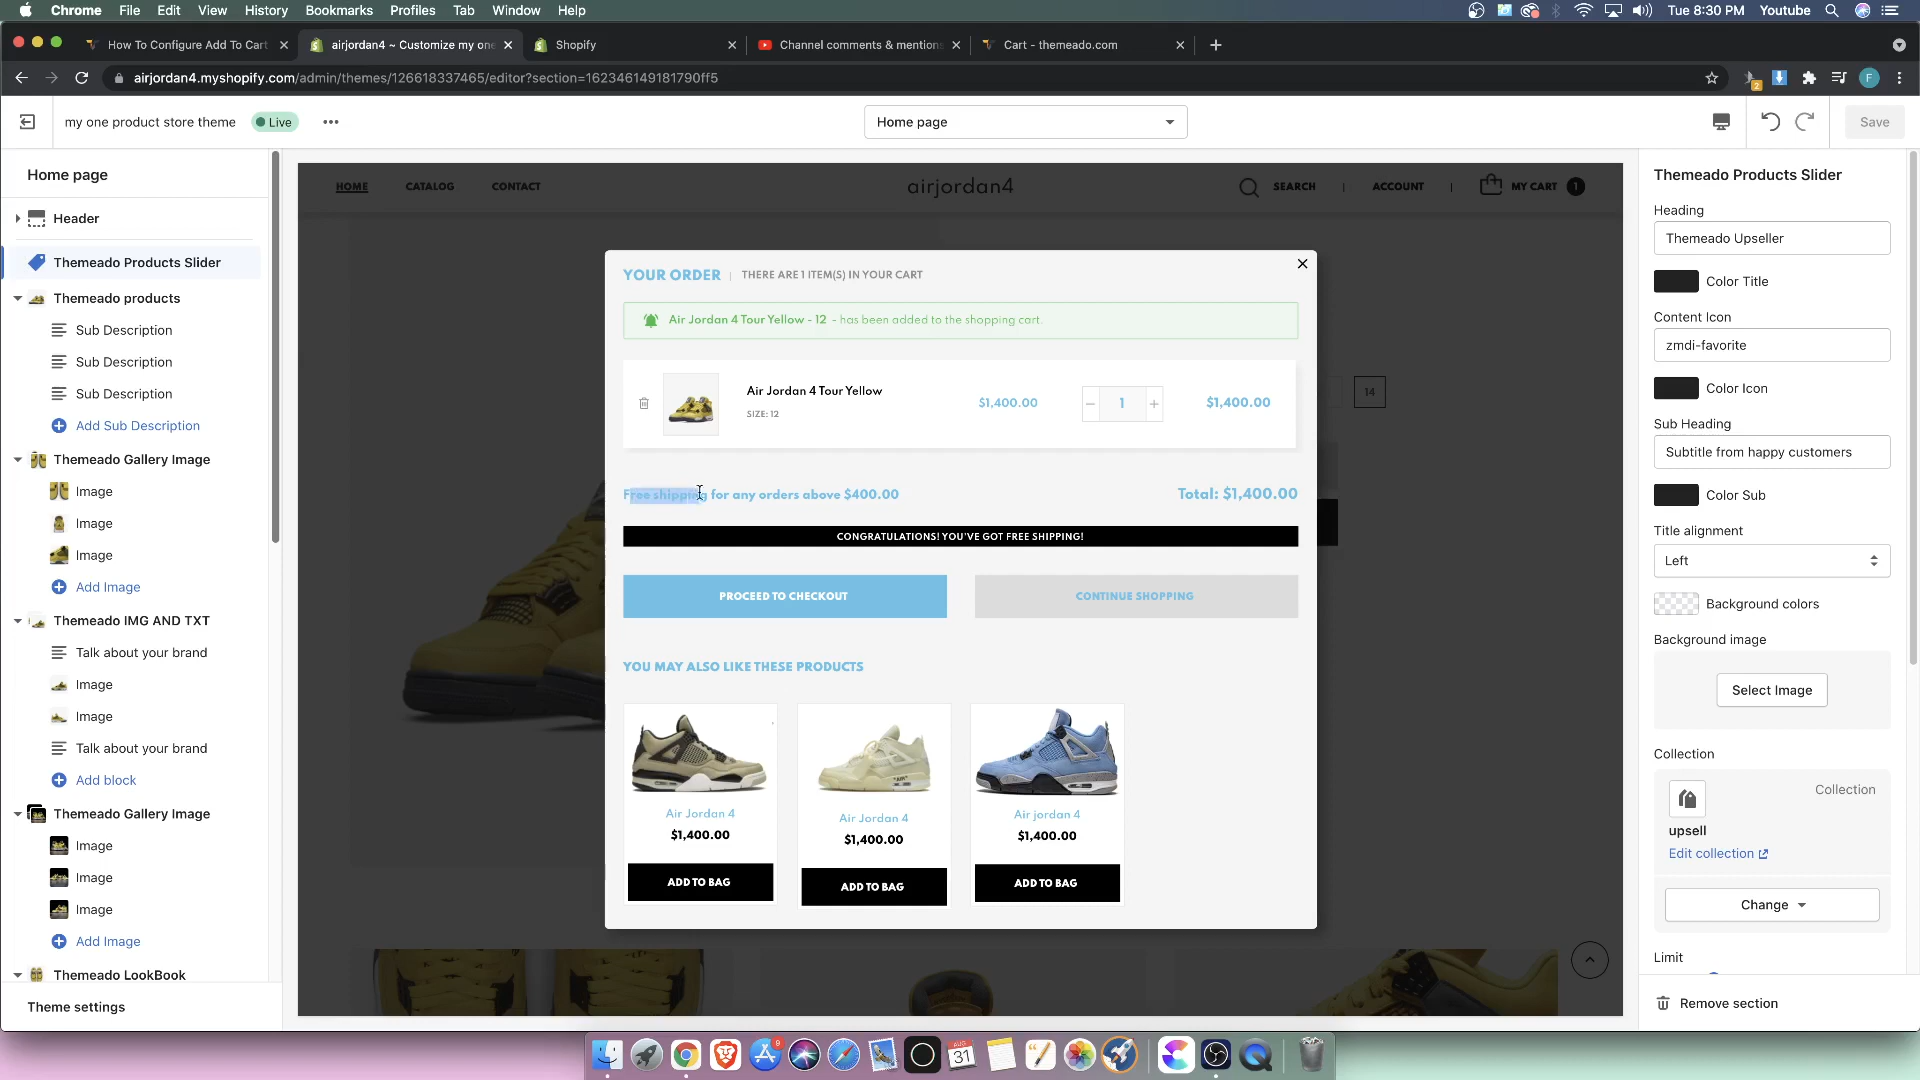 Chrome File Edit View History Bookmarks Profiles Tab Window Help Tue 8:30 PM Youtube
How To Configure Add To Cart airjordan4 ~ Customize my one Shopify Channel comments & mentions Cart - themeado.com
airjordan4.myshopify.com/admin/themes/126618337465/editor?section=162346149181790ff5 2 F
my one product store theme Live Home page Save
Home page
Header
Themeado Products Slider
Themeado products
Sub Description
Sub Description
Sub Description
Add Sub Description
Themeado Gallery Image
Image
Image
Image
Add Image
Themeado IMG AND TXT
Talk about your brand
Image
Image
Talk about your brand
Add block
Themeado Gallery Image
Image
Image
Image
Add Image
Themeado LookBook
Theme settings
HOME CATALOG CONTACT airjordan4 SEARCH | ACCOUNT | MY CART 1
14
YOUR ORDER | THERE ARE 1 ITEM(S) IN YOUR CART
Air Jordan 4 Tour Yellow - 12 - has been added to the shopping cart.
Air Jordan 4 Tour Yellow
SIZE: 12
$1,400.00 − 1 + $1,400.00
Free shipping for any orders above $400.00 Total: $1,400.00
CONGRATULATIONS! YOU'VE GOT FREE SHIPPING!
PROCEED TO CHECKOUT CONTINUE SHOPPING
YOU MAY ALSO LIKE THESE PRODUCTS
Air Jordan 4 Air Jordan 4 Air jordan 4
$1,400.00 $1,400.00 $1,400.00
ADD TO BAG ADD TO BAG ADD TO BAG
Themeado Products Slider
Heading
Themeado Upseller
Color Title
Content Icon
zmdi-favorite
Color Icon
Sub Heading
Subtitle from happy customers
Color Sub
Title alignment
Left
Background colors
Background image
Select Image
Collection
Collection
upsell
Edit collection
Change
Limit
Remove section
9
AUG
31